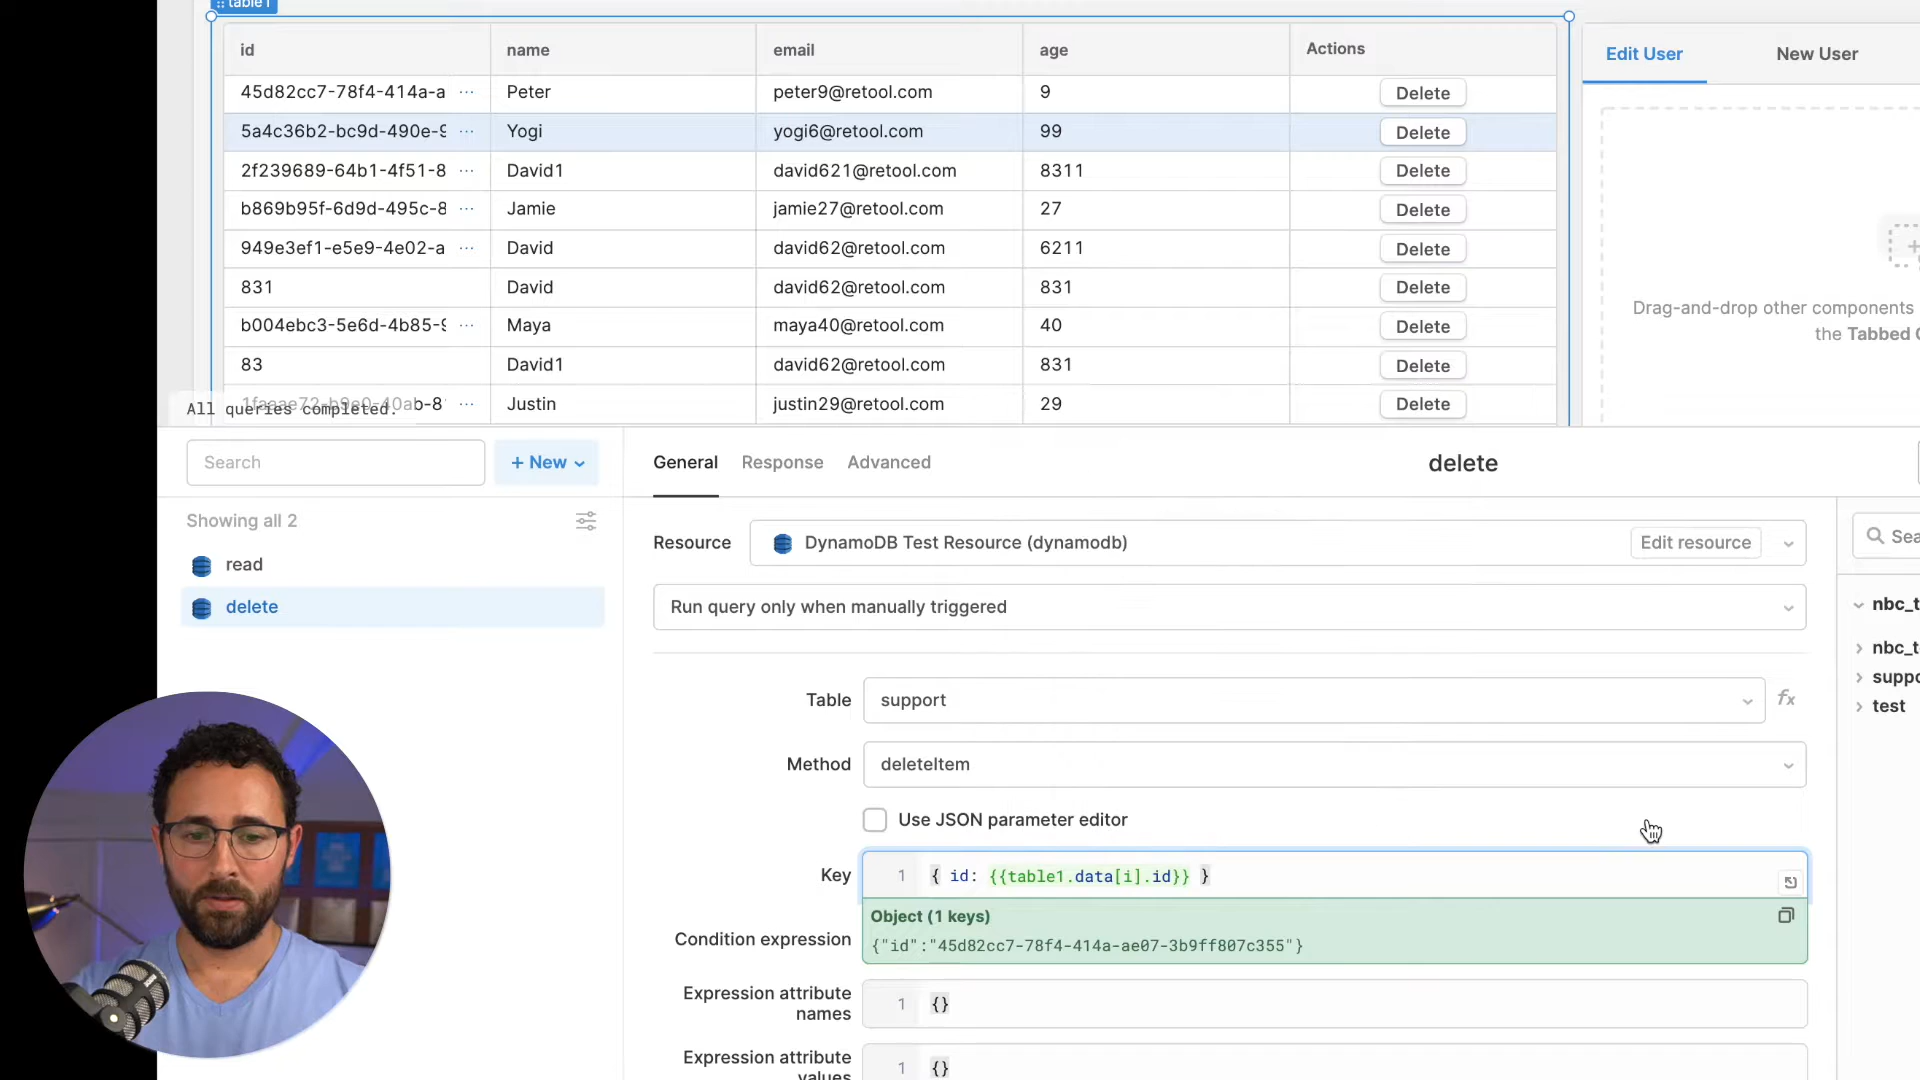 table1
id name email age Actions
45d82cc7-78f4-414a-a ··· Peter peter9@retool.com 9 Delete
5a4c36b2-bc9d-490e-9 ··· Yogi yogi6@retool.com 99 Delete
2f239689-64b1-4f51-8 ··· David1 david621@retool.com 8311 Delete
b869b95f-6d9d-495c-8 ··· Jamie jamie27@retool.com 27 Delete
949e3ef1-e5e9-4e02-a ··· David david62@retool.com 6211 Delete
831 David david62@retool.com 831 Delete
b004ebc3-5e6d-4b85-9 ··· Maya maya40@retool.com 40 Delete
83 David1 david62@retool.com 831 Delete
b-8 ··· Justin justin29@retool.com 29 Delete
All queries completed.
Edit User New User
Drag-and-drop other components
the Tabbed
Search + New
Showing all 2
read
delete
General Response Advanced delete
Resource DynamoDB Test Resource (dynamodb) Edit resource
Run query only when manually triggered
Table support fx
Method deleteItem
Use JSON parameter editor
Key 1 { id: {{table1.data[i].id}} }
Object (1 keys)
{"id":"45d82cc7-78f4-414a-ae07-3b9ff807c355"}
Condition expression
Expression attribute
names
1 {}
Expression attribute
values
1 {}
Sea
nbc_t
nbc_t
suppo
test